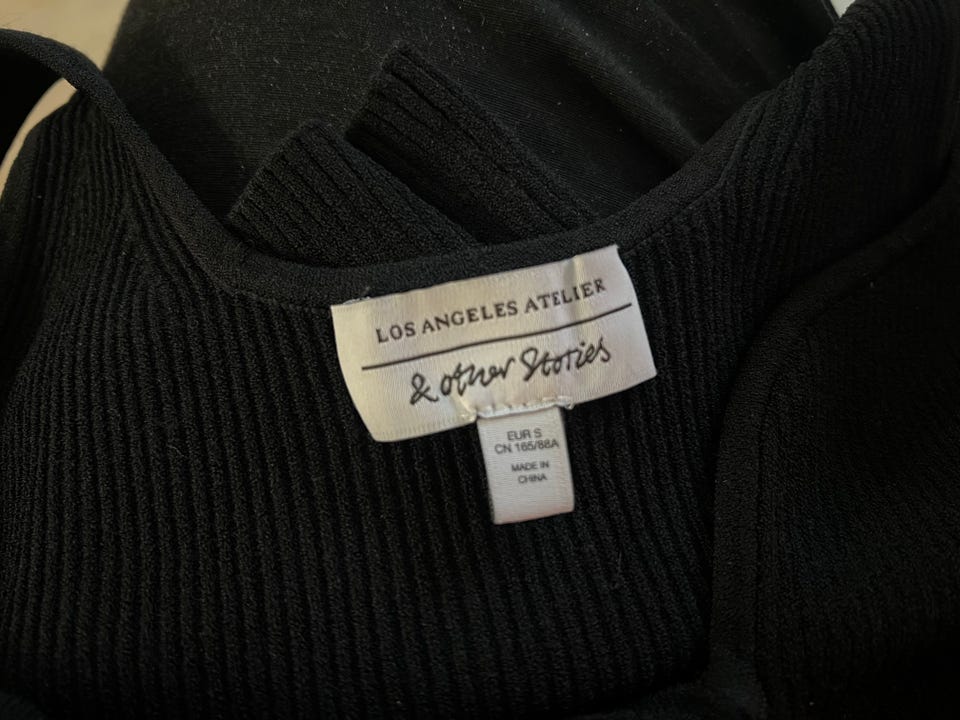 LOS ANGELES ATELIER
& other Stories
EUR S
CN 165/88A
MADE IN
CHINA